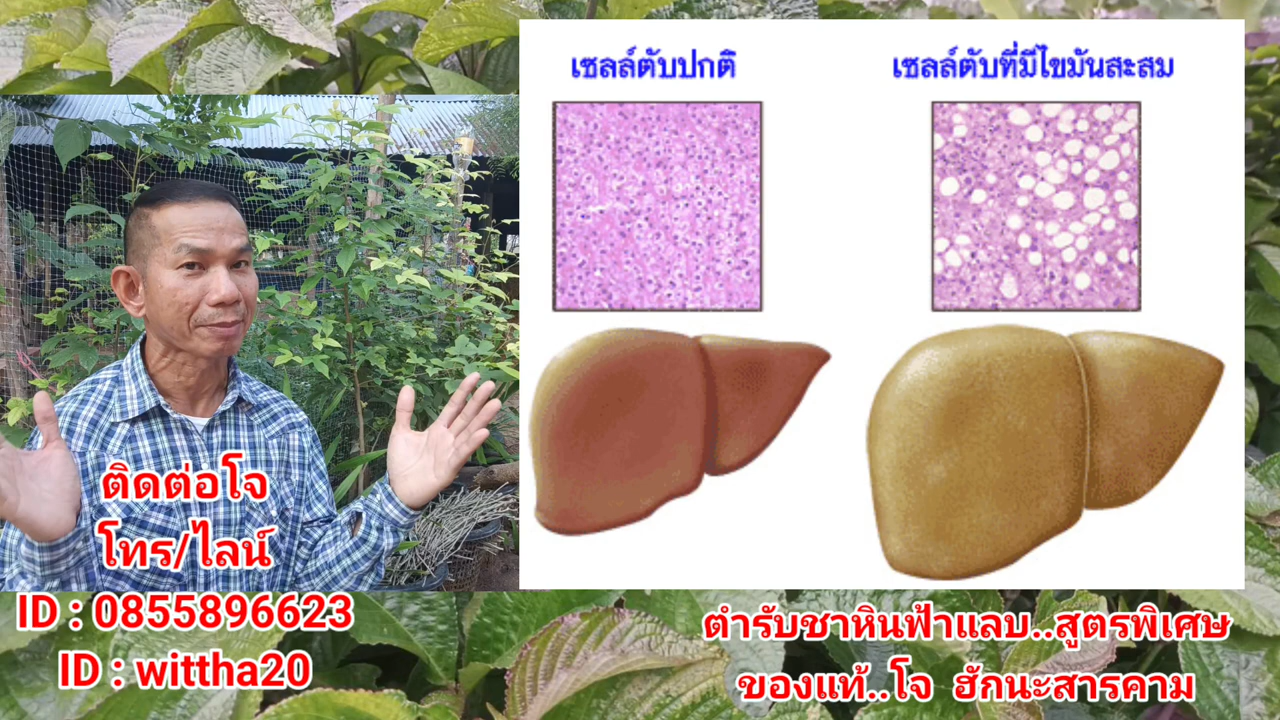 เซลล์ตับปกติ
เซลล์ตับที่มีไขมันสะสม
ติดต่อโจ
โทร/ไลน์
ID : 0855896623
ID : wittha20
ตำรับชาหินฟ้าแลบ..สูตรพิเศษ
ของแท้..โจ ฮักนะสารคาม